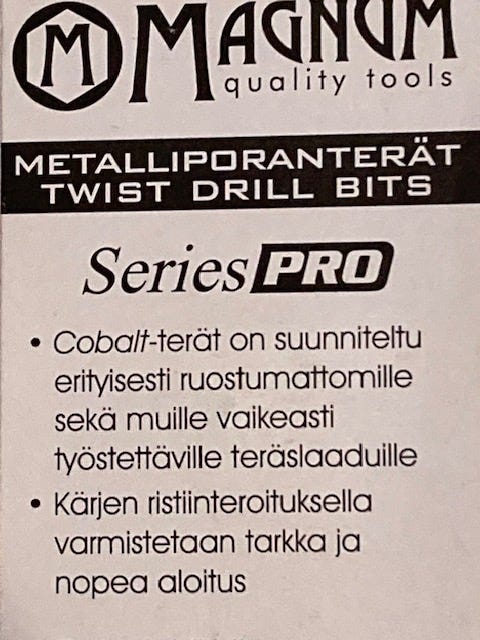 M MAGNUM
quality tools
METALLIPORANTERÄT
TWIST DRILL BITS
Series PRO
• Cobalt-terät on suunniteltu
erityisesti ruostumattomille
sekä muille vaikeasti
työstettäville teräslaaduille
• Kärjen ristiinteroituksella
varmistetaan tarkka ja
nopea aloitus